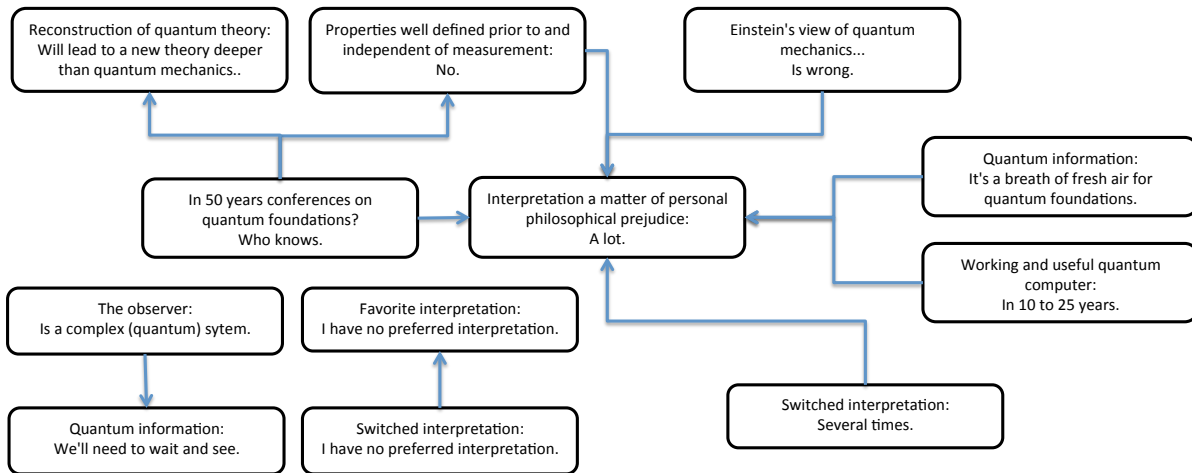 Reconstruction of quantum theory:
Will lead to a new theory deeper
than quantum mechanics..
Properties well defined prior to
and independent of measurement:
No.
Einstein's view of quantum
mechanics...
Is wrong.
In 50 years conferences on
quantum foundations?
Who knows.
Interpretation a matter of personal
philosophical prejudice:
A lot.
Quantum information:
It's a breath of fresh air for
quantum foundations.
Working and useful quantum
computer:
In 10 to 25 years.
The observer:
Is a complex (quantum) sytem.
Favorite interpretation:
I have no preferred interpretation.
Quantum information:
We'll need to wait and see.
Switched interpretation:
I have no preferred interpretation.
Switched interpretation:
Several times.